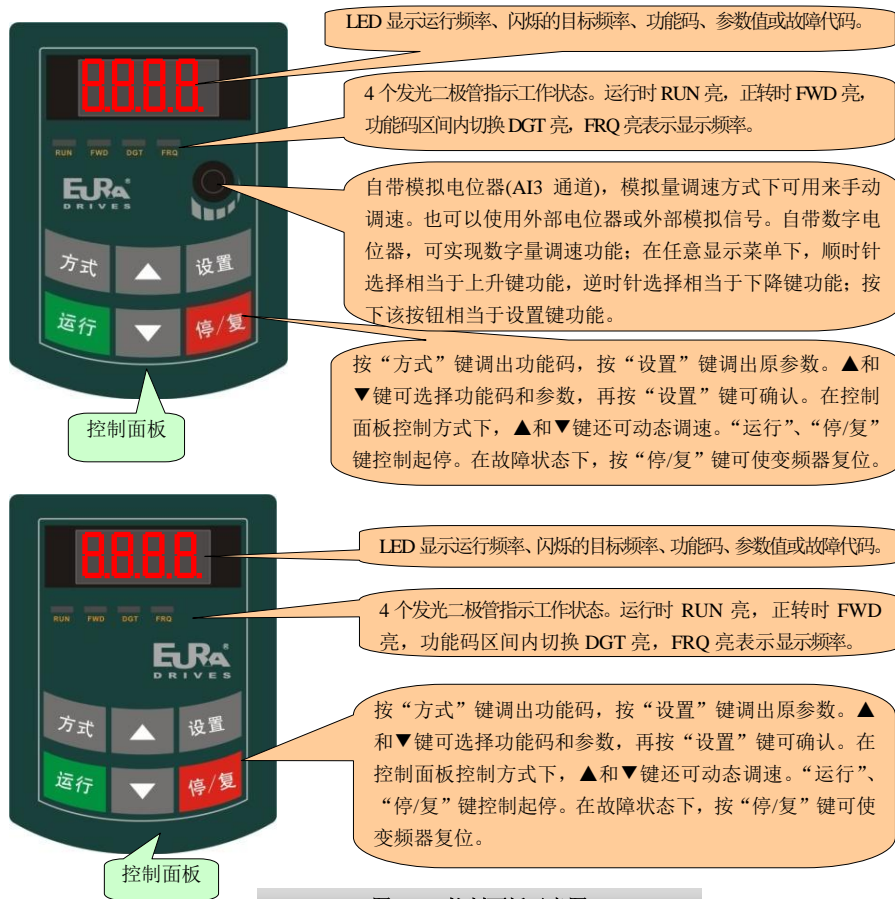 LED 显示运行频率、闪烁的目标频率、功能码、参数值或故障代码。
8.8.8.8.
4 个发光二极管指示工作状态。运行时 RUN 亮，正转时 FWD 亮，
功能码区间内切换 DGT 亮，FRQ 亮表示显示频率。
RUN FWD DGT FRQ
EURA®
DRIVES
自带模拟电位器(AI3 通道)，模拟量调速方式下可用来手动
调速。也可以使用外部电位器或外部模拟信号。自带数字电
位器，可实现数字量调速功能；在任意显示菜单下，顺时针
选择相当于上升键功能，逆时针选择相当于下降键功能；按
下该按钮相当于设置键功能。
方式 ▲ 设置
运行 ▼ 停/复
按“方式”键调出功能码，按“设置”键调出原参数。▲和
▼键可选择功能码和参数，再按“设置”键可确认。在控制
面板控制方式下，▲和▼键还可动态调速。“运行”、“停/复”
键控制起停。在故障状态下，按“停/复”键可使变频器复位。
控制面板
LED 显示运行频率、闪烁的目标频率、功能码、参数值或故障代码。
8.8.8.8.
4 个发光二极管指示工作状态。运行时 RUN 亮，正转时 FWD
亮，功能码区间内切换 DGT 亮，FRQ 亮表示显示频率。
RUN FWD DGT FRQ
EURA®
DRIVES
方式 ▲ 设置
运行 ▼ 停/复
按“方式”键调出功能码，按“设置”键调出原参数。▲
和▼键可选择功能码和参数，再按“设置”键可确认。在
控制面板控制方式下，▲和▼键还可动态调速。“运行”、
“停/复”键控制起停。在故障状态下，按“停/复”键可使
变频器复位。
控制面板